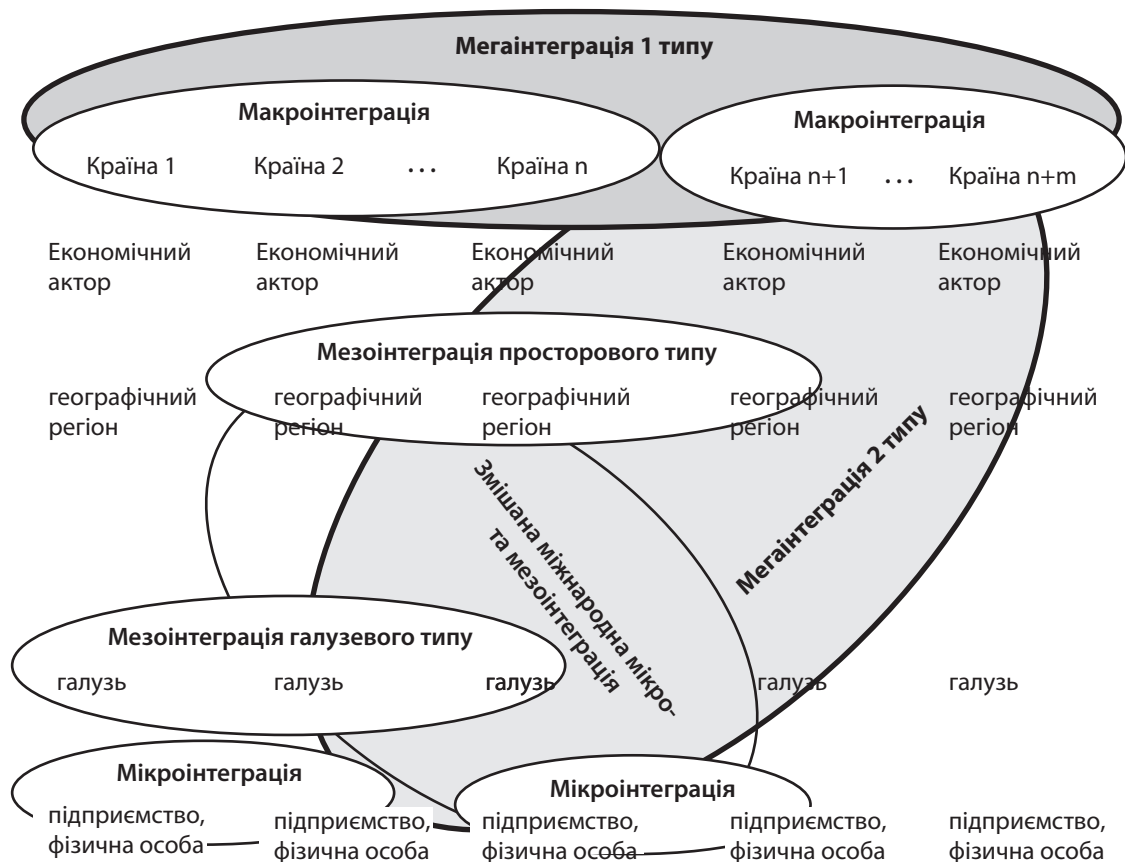 Мегаінтеграція 1 типу
Макроінтеграція
Макроінтеграція
Країна 1 Країна 2 ... Країна n
Країна n+1 ... Країна n+m
Економічний актор
Економічний актор
Економічний актор
Економічний актор
Економічний актор
Мезоінтеграція просторового типу
географічний регіон
географічний регіон
географічний регіон
географічний регіон
географічний регіон
Змішана міжнародна мікро-
та мезоінтеграція
Мегаінтеграція 2 типу
Мезоінтеграція галузевого типу
галузь галузь галузь галузь галузь
Мікроінтеграція
Мікроінтеграція
підприємство,
фізична особа
підприємство,
фізична особа
підприємство,
фізична особа
підприємство,
фізична особа
підприємство,
фізична особа